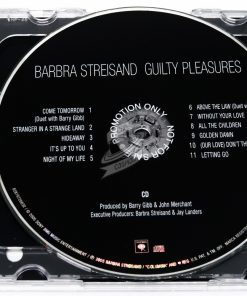 BARBRA STREISAND GUILTY PLEASURES
COME TOMORROW 1
(Duet with Barry Gibb)
STRANGER IN A STRANGE LAND 2
HIDEAWAY 3
IT'S UP TO YOU 4
NIGHT OF MY LIFE 5
6 ABOVE THE LAW (Duet w
7 WITHOUT YOUR LOVE
8 ALL THE CHILDREN
9 GOLDEN DAWN
10 (OUR LOVE) DON'T TH
11 LETTING GO
PROMOTION ONLY
NOT FOR SALE
CD
Produced by Barry Gibb & John Merchant
Executive Producers: Barbra Streisand & Jay Landers